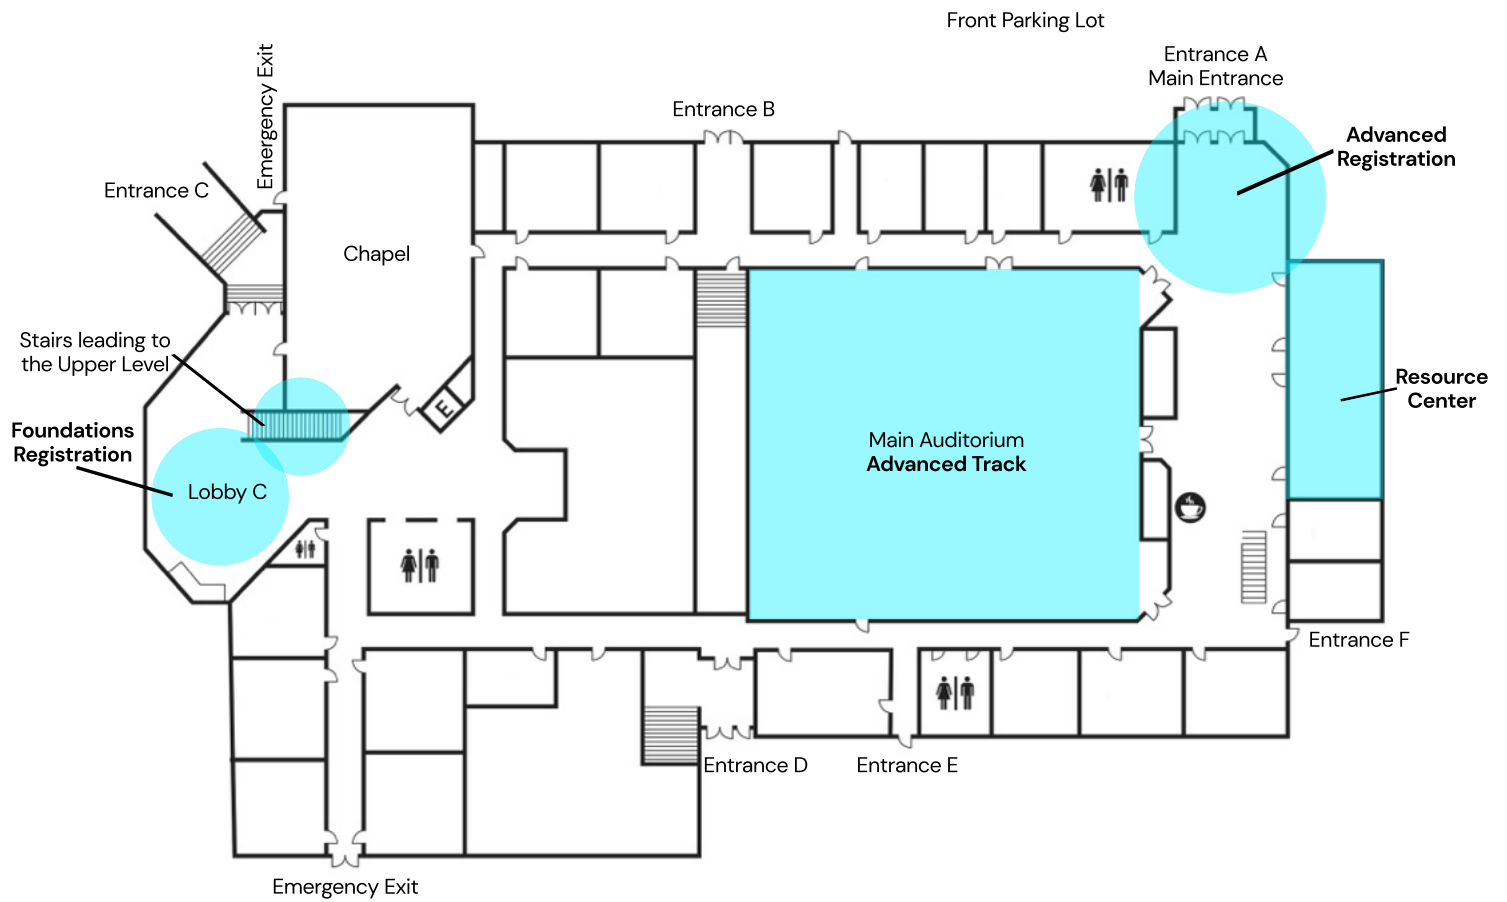 Front Parking Lot
Entrance A
Main Entrance
Emergency Exit
Entrance B
Advanced
Registration
Entrance C
Chapel
Stairs leading to
the Upper Level
Resource
Center
E
Foundations
Registration
Main Auditorium
Advanced Track
Lobby C
Entrance F
Entrance D
Entrance E
Emergency Exit